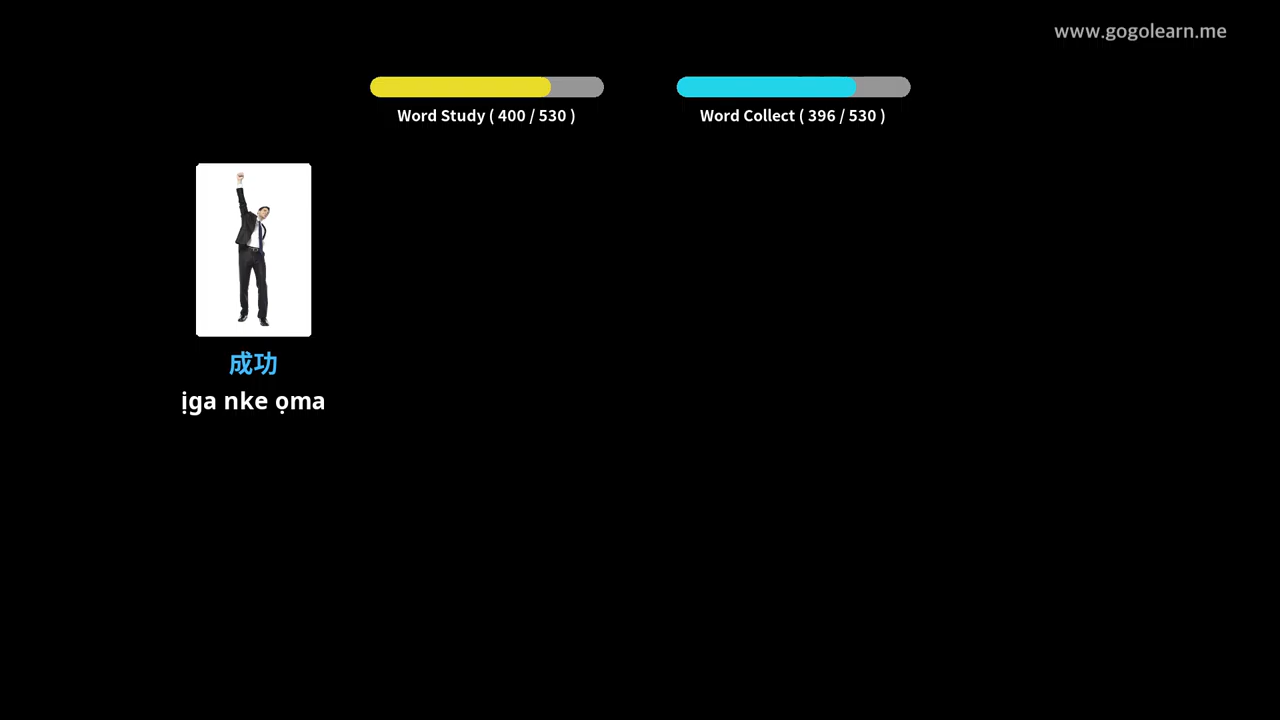 www.gogolearn.me
Word Study ( 400 / 530 )
Word Collect ( 396 / 530 )
成功
ịga nke ọma